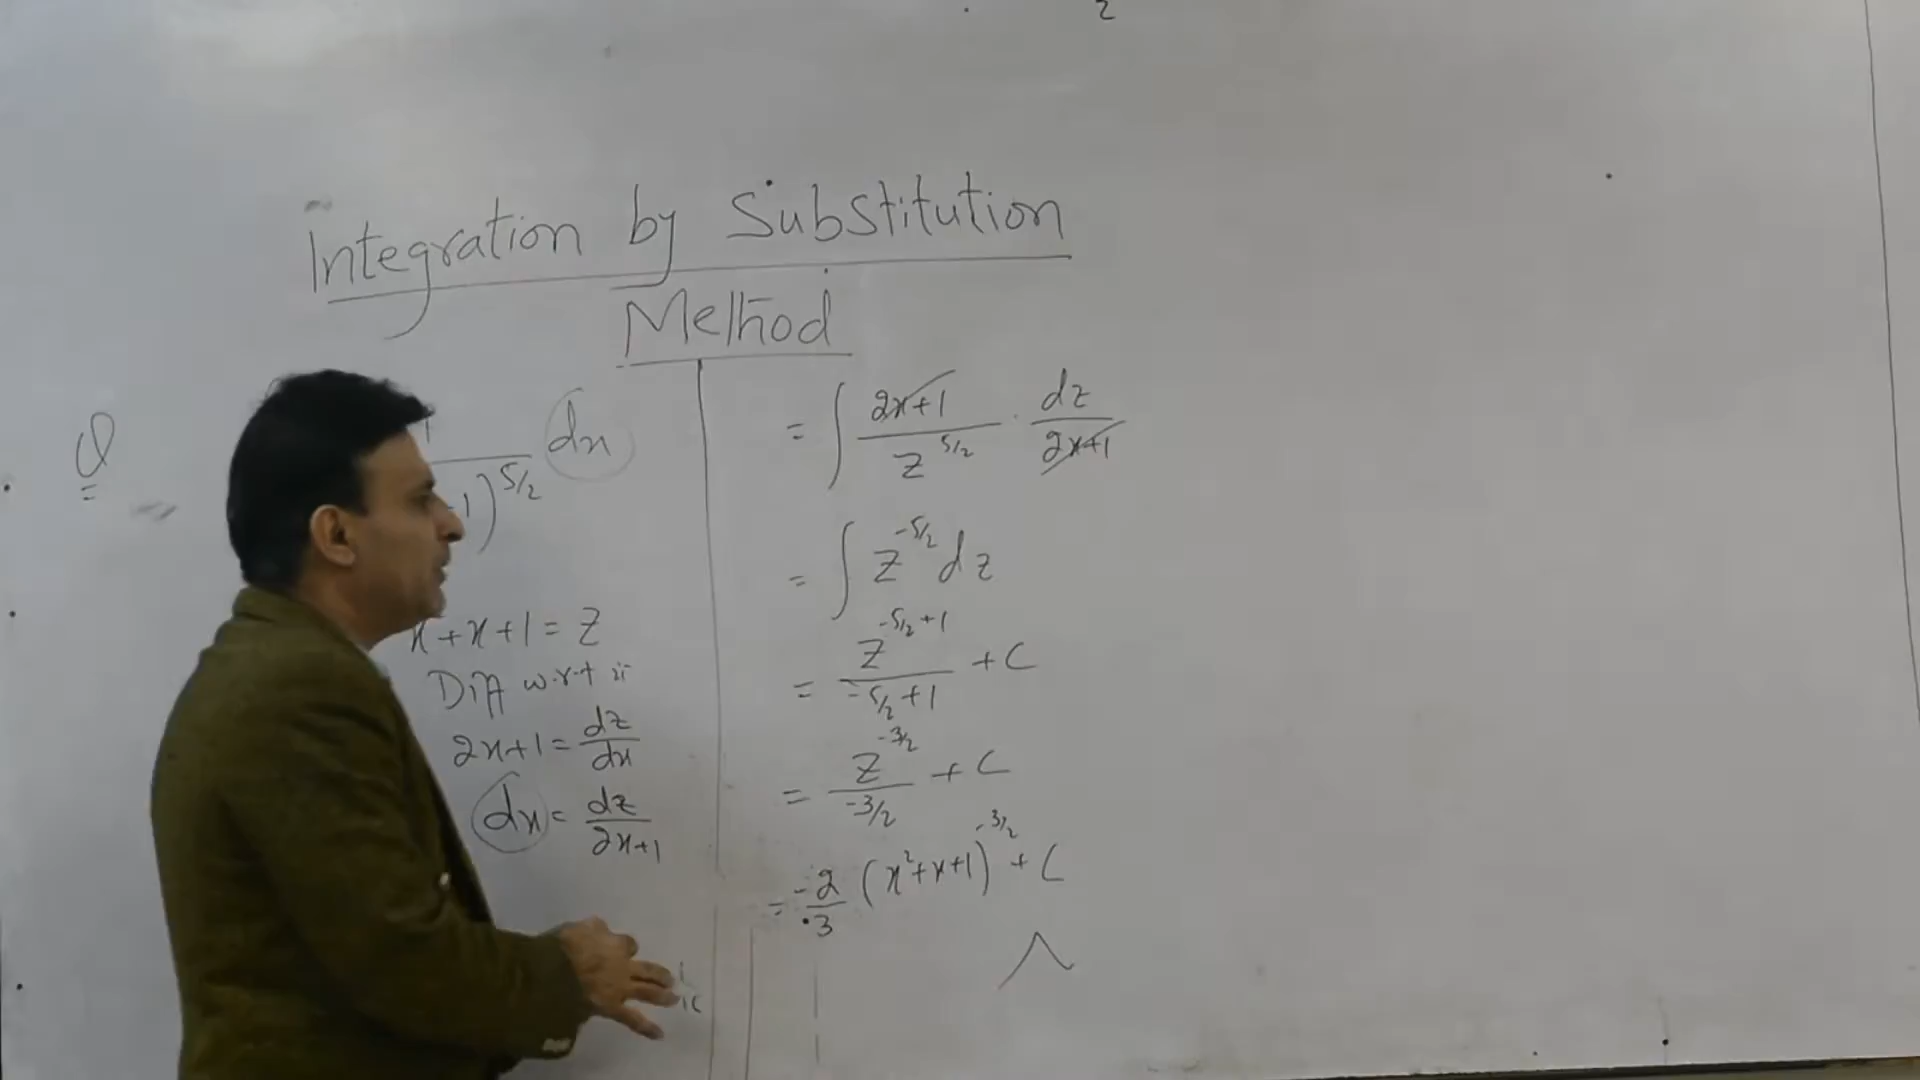 2
Integration by Substitution
Method
Q
dx
-1)^5/2
x+x+1=Z
Diff w.r.t x
2x+1=dz/dx
dx=dz/2x+1
=∫ 2x+1/Z^5/2 · dz/2x+1
=∫ Z^-5/2 dz
= Z^-5/2+1/-5/2+1 +C
= Z^-3/2/-3/2 +C
= -2/3 (x²+x+1)^-3/2 +C